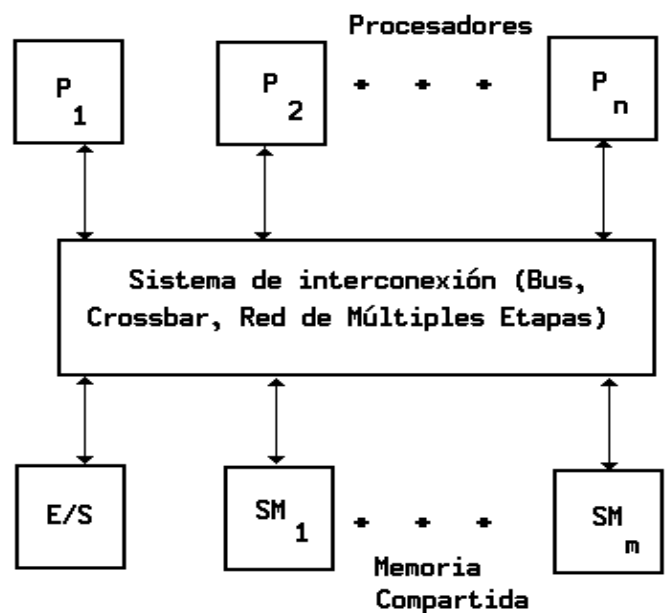 Procesadores
P1
P2
Pn
Sistema de interconexión (Bus,
Crossbar, Red de Múltiples Etapas)
E/S
SM1
SMm
Memoria
Compartida